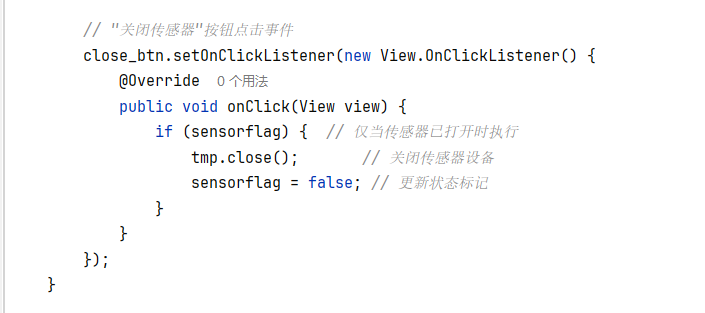 // "关闭传感器"按钮点击事件
close_btn.setOnClickListener(new View.OnClickListener() {
@Override 0 个用法
public void onClick(View view) {
if (sensorflag) { // 仅当传感器已打开时执行
tmp.close(); // 关闭传感器设备
sensorflag = false; // 更新状态标记
}
}
});
}